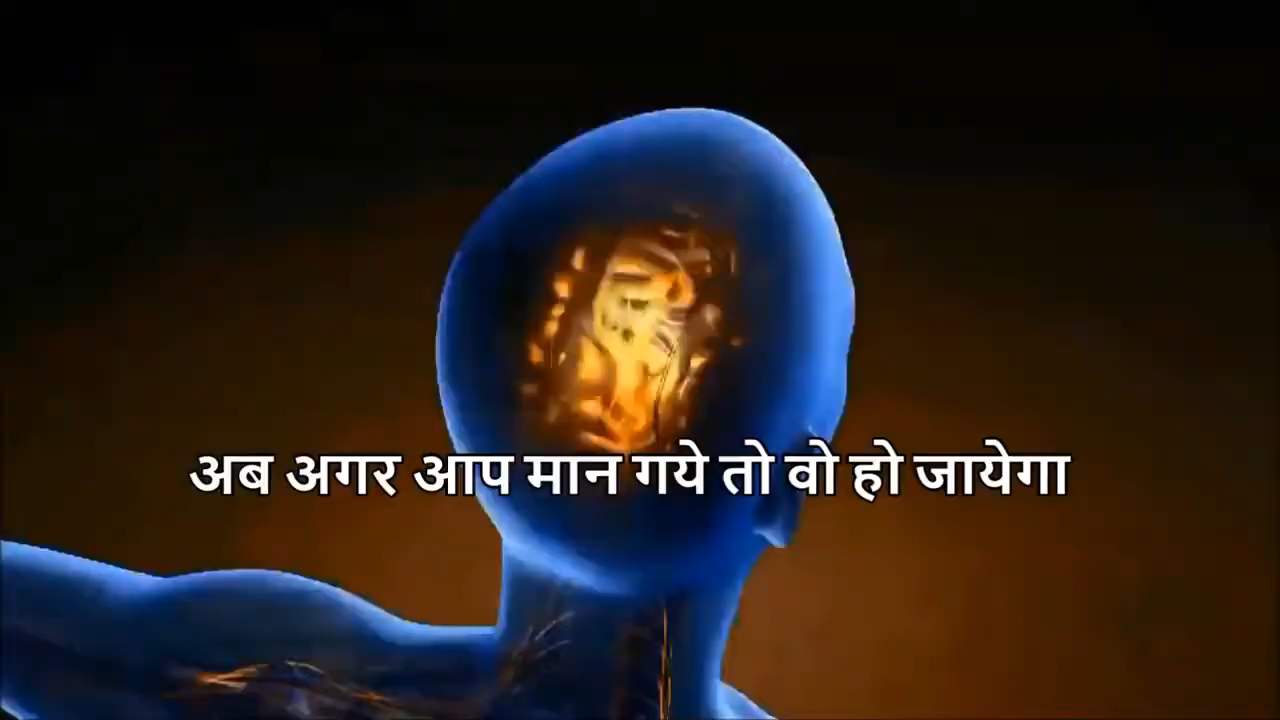 अब अगर आप मान गये तो वो हो जायेगा